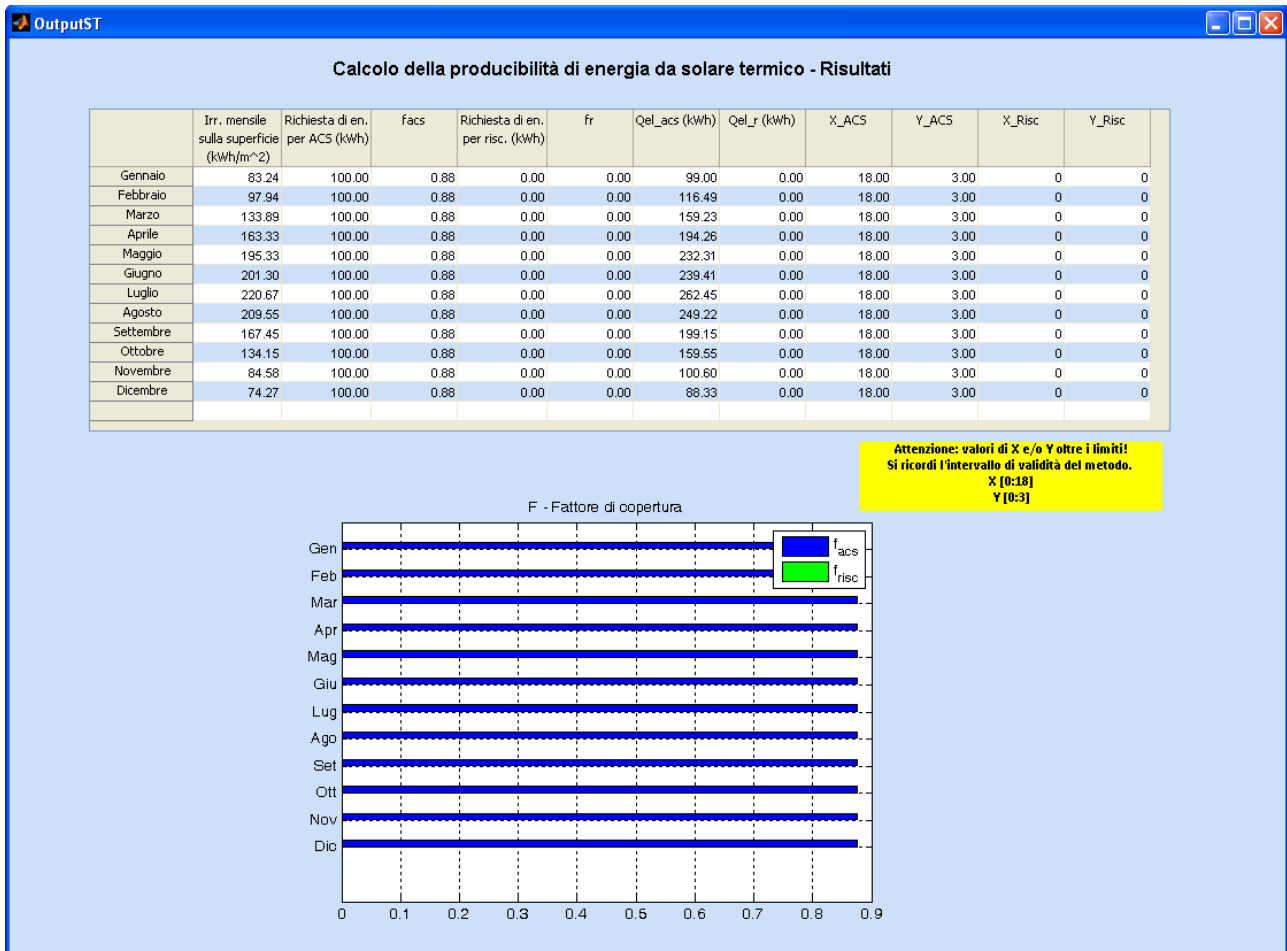 OutputST
Calcolo della producibilità di energia da solare termico - Risultati
Irr. mensile sulla superficie (kWh/m^2) Richiesta di en. per ACS (kWh) facs Richiesta di en. per risc. (kWh) fr Qel_acs (kWh) Qel_r (kWh) X_ACS Y_ACS X_Risc Y_Risc
Gennaio 83.24 100.00 0.88 0.00 0.00 99.00 0.00 18.00 3.00 0 0
Febbraio 97.94 100.00 0.88 0.00 0.00 116.49 0.00 18.00 3.00 0 0
Marzo 133.89 100.00 0.88 0.00 0.00 159.23 0.00 18.00 3.00 0 0
Aprile 163.33 100.00 0.88 0.00 0.00 194.26 0.00 18.00 3.00 0 0
Maggio 195.33 100.00 0.88 0.00 0.00 232.31 0.00 18.00 3.00 0 0
Giugno 201.30 100.00 0.88 0.00 0.00 239.41 0.00 18.00 3.00 0 0
Luglio 220.67 100.00 0.88 0.00 0.00 262.45 0.00 18.00 3.00 0 0
Agosto 209.55 100.00 0.88 0.00 0.00 249.22 0.00 18.00 3.00 0 0
Settembre 167.45 100.00 0.88 0.00 0.00 199.15 0.00 18.00 3.00 0 0
Ottobre 134.15 100.00 0.88 0.00 0.00 159.55 0.00 18.00 3.00 0 0
Novembre 84.58 100.00 0.88 0.00 0.00 100.60 0.00 18.00 3.00 0 0
Dicembre 74.27 100.00 0.88 0.00 0.00 88.33 0.00 18.00 3.00 0 0
Attenzione: valori di X e/o Y oltre i limiti!
Si ricordi l'intervallo di validità del metodo.
X [0:18]
Y [0:3]
F - Fattore di copertura
f_acs
f_risc
Gen
Feb
Mar
Apr
Mag
Giu
Lug
Ago
Set
Ott
Nov
Dic
0 0.1 0.2 0.3 0.4 0.5 0.6 0.7 0.8 0.9